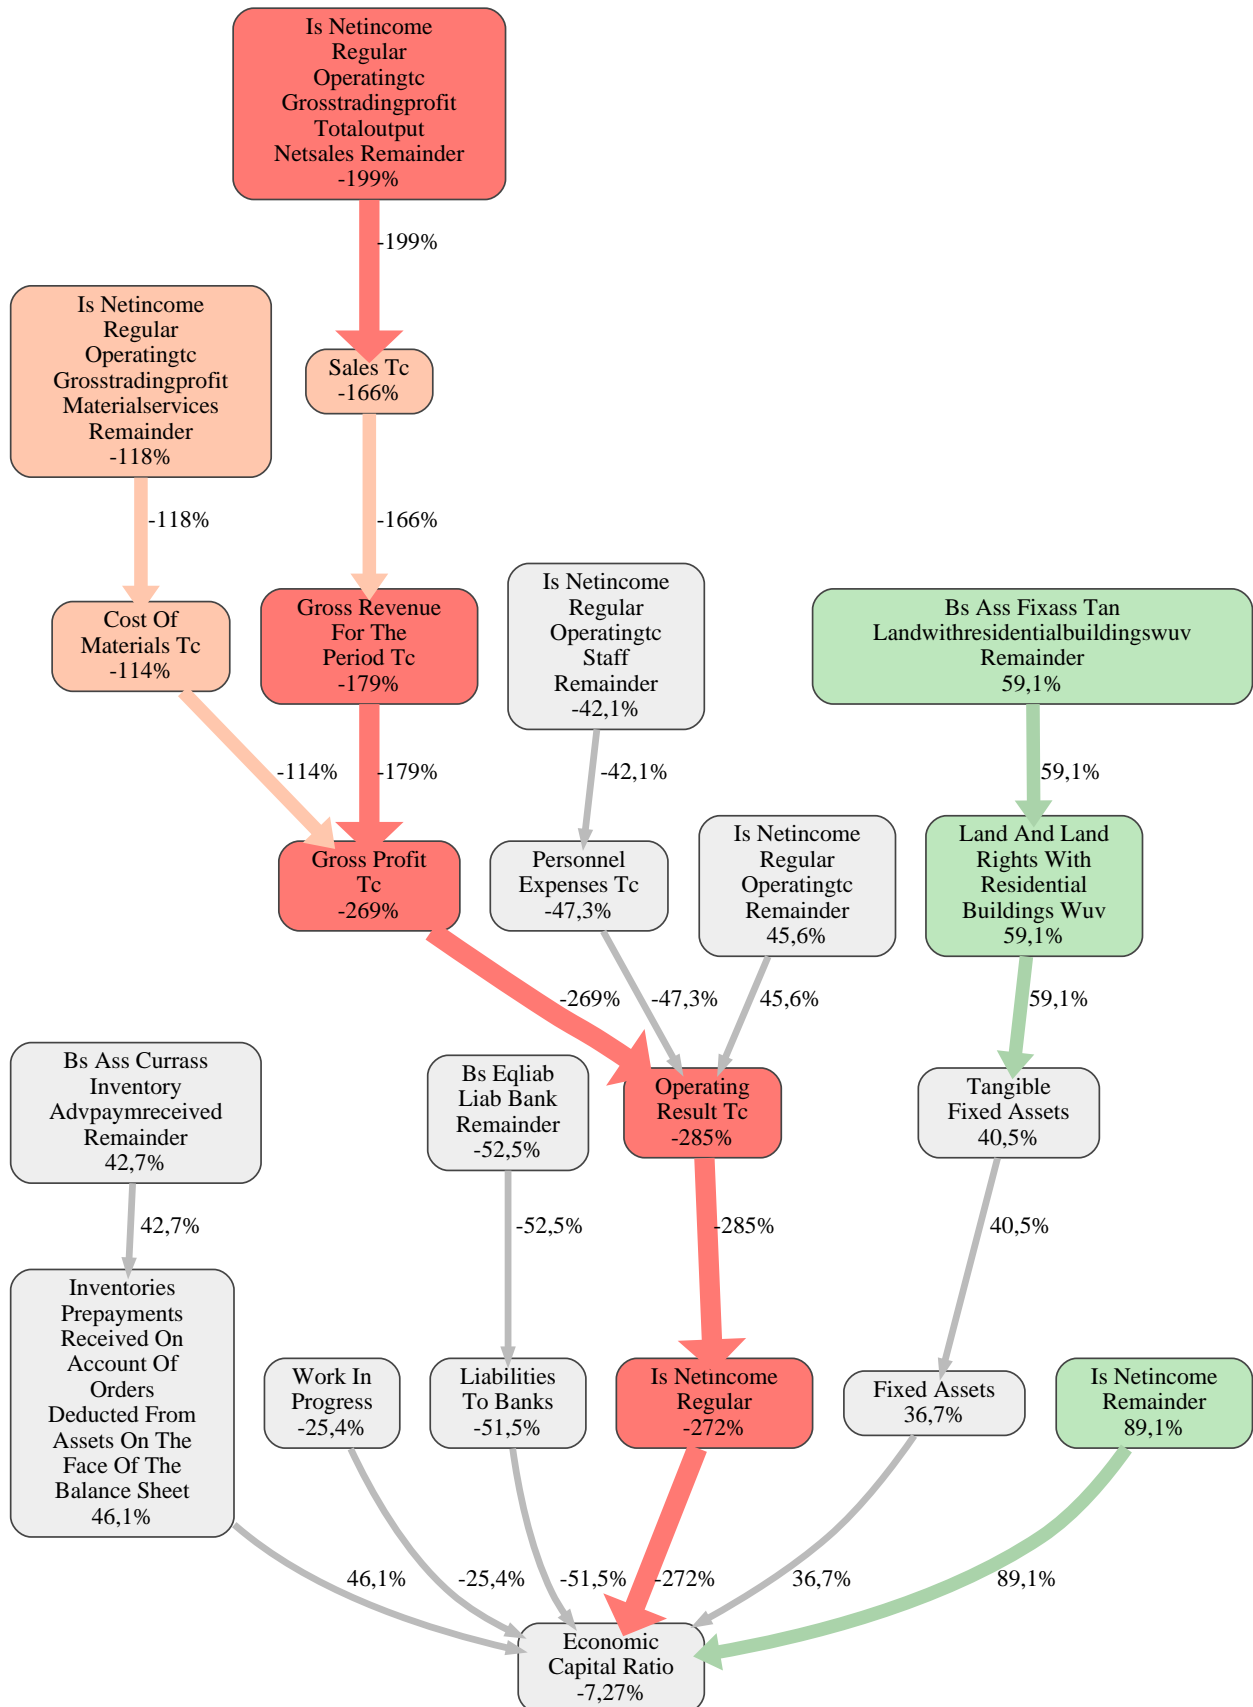 Is Netincome
Regular
Operatingtc
Grosstradingprofit
Totaloutput
Netsales Remainder
-199%
-199%
Is Netincome
Regular
Operatingtc
Grosstradingprofit
Materialservices
Remainder
-118%
Sales Tc
-166%
-118%
-166%
Cost Of
Materials Tc
-114%
Gross Revenue
For The
Period Tc
-179%
Is Netincome
Regular
Operatingtc
Staff
Remainder
-42,1%
Bs Ass Fixass Tan
Landwithresidentialbuildingswuv
Remainder
59,1%
-114%
-179%
-42,1%
59,1%
Gross Profit
Tc
-269%
Personnel
Expenses Tc
-47,3%
Is Netincome
Regular
Operatingtc
Remainder
45,6%
Land And Land
Rights With
Residential
Buildings Wuv
59,1%
-269%
-47,3%
45,6%
59,1%
Bs Ass Currass
Inventory
Advpaymreceived
Remainder
42,7%
Bs Eqliab
Liab Bank
Remainder
-52,5%
Operating
Result Tc
-285%
Tangible
Fixed Assets
40,5%
42,7%
-52,5%
-285%
40,5%
Inventories
Prepayments
Received On
Account Of
Orders
Deducted From
Assets On The
Face Of The
Balance Sheet
46,1%
Work In
Progress
-25,4%
Liabilities
To Banks
-51,5%
Is Netincome
Regular
-272%
Fixed Assets
36,7%
Is Netincome
Remainder
89,1%
46,1%
-25,4%
-51,5%
-272%
36,7%
89,1%
Economic
Capital Ratio
-7,27%